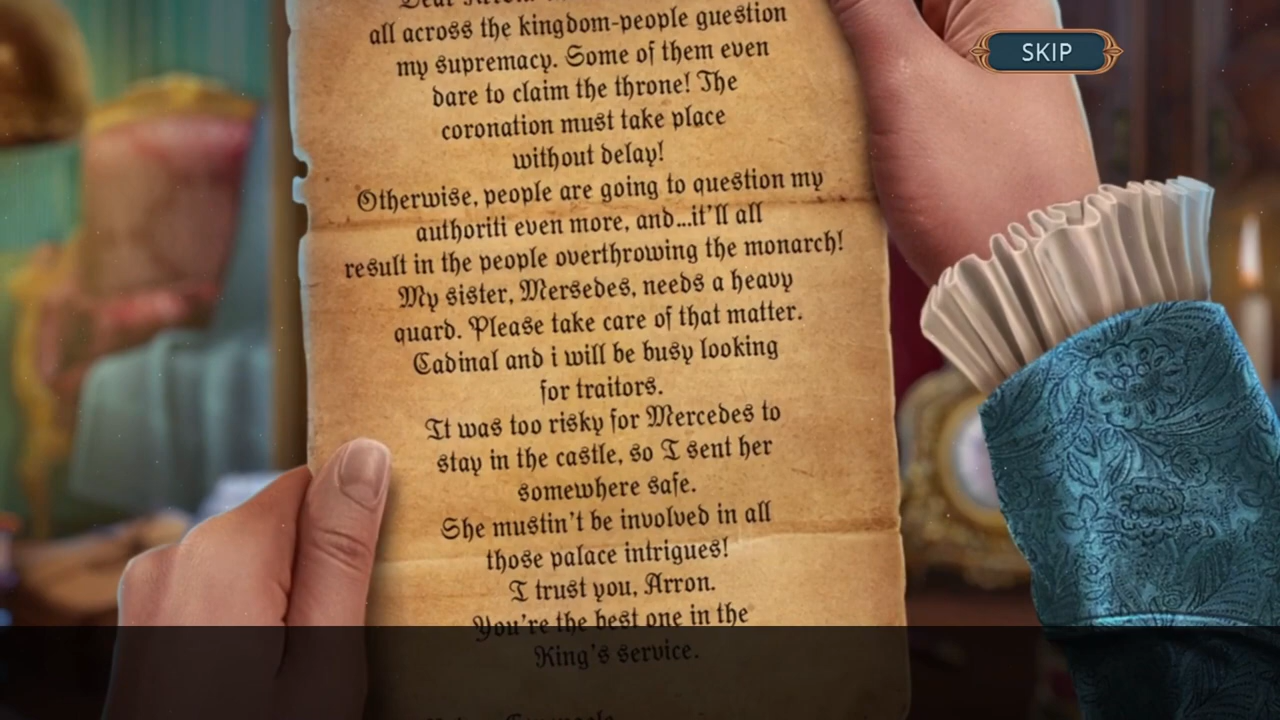 Dear Arron
all across the kingdom-people guestion
my supremacy. Some of them even
dare to claim the throne! The
coronation must take place
without delay!
Otherwise, people are going to question my
authoriti even more, and...it'll all
result in the people overthrowing the monarch!
My sister, Mersedes, needs a heavy
guard. Please take care of that matter.
Cadinal and i will be busy looking
for traitors.
It was too risky for Mercedes to
stay in the castle, so I sent her
somewhere safe.
She mustin't be involved in all
those palace intrigues!
I trust you, Arron.
You're the best one in the
King's service.
SKIP